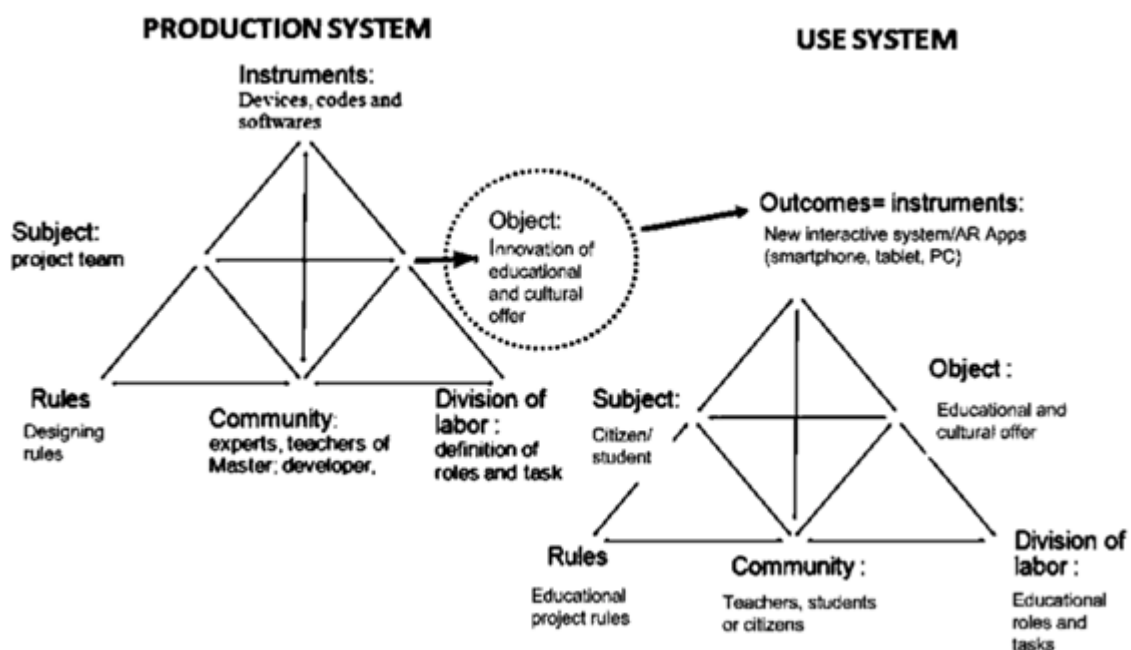 PRODUCTION SYSTEM
Instruments:
Devices, codes and
softwares
Subject:
project team
Object:
Innovation of
educational
and cultural
offer
Rules
Designing
rules
Community:
experts, teachers of
Master; developer,
Division of
labor :
definition of
roles and task
USE SYSTEM
Outcomes= instruments:
New interactive system/AR Apps
(smartphone, tablet, PC)
Subject:
Citizen/
student
Object :
Educational and
cultural offer
Rules
Educational
project rules
Community :
Teachers, students
or citizens
Division of
labor :
Educational
roles and
tasks